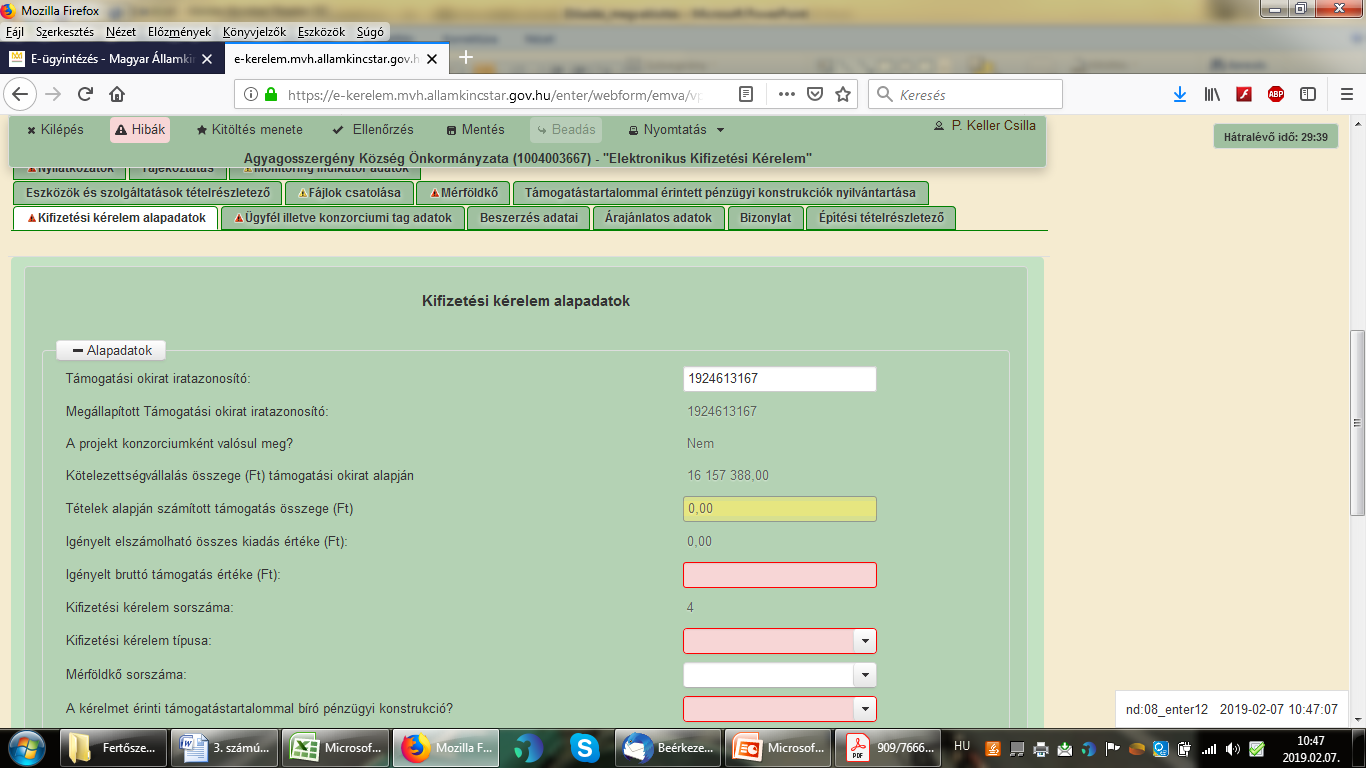 Mozilla Firefox
Fájl Szerkesztés Nézet Előzmények Könyvjelzők Eszközök Súgó
E-ügyintézés - Magyar Államki
e-kerelem.mvh.allamkincstar.gov.h
https://e-kerelem.mvh.allamkincstar.gov.hu/enter/webform/emva/vp
Keresés
Kilépés Hibák Kitöltés menete Ellenőrzés Mentés Beadás Nyomtatás P. Keller Csilla
Hátralévő idő: 29:39
Agyagosszergény Község Önkormányzata (1004003667) - "Elektronikus Kifizetési Kérelem"
Nyilatkozatok Tájékoztatás Monitoring indikátor adatok
Eszközök és szolgáltatások tételrészletező Fájlok csatolása Mérföldkő Támogatástartalommal érintett pénzügyi konstrukciók nyilvántartása
Kifizetési kérelem alapadatok Ügyfél illetve konzorciumi tag adatok Beszerzés adatai Árajánlatos adatok Bizonylat Építési tételrészletező
Kifizetési kérelem alapadatok
Alapadatok
Támogatási okirat iratazonosító: 1924613167
Megállapított Támogatási okirat iratazonosító: 1924613167
A projekt konzorciumként valósul meg? Nem
Kötelezettségvállalás összege (Ft) támogatási okirat alapján 16 157 388,00
Tételek alapján számított támogatás összege (Ft) 0,00
Igényelt elszámolható összes kiadás értéke (Ft): 0,00
Igényelt bruttó támogatás értéke (Ft):
Kifizetési kérelem sorszáma: 4
Kifizetési kérelem típusa:
Mérföldkő sorszáma:
A kérelmet érinti támogatástartalommal bíró pénzügyi konstrukció?
nd:08_enter12 2019-02-07 10:47:07
Fertősze... 3. számú... Microsof... Mozilla F... Beérkeze... Microsof... 909/7666... HU 10:47
2019.02.07.